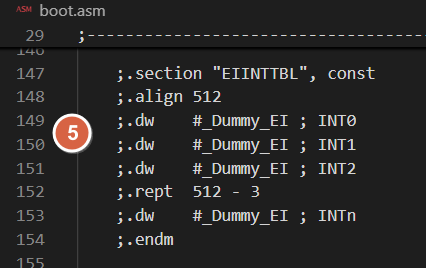 ASM boot.asm
29 ;-----------------------------------
146
147 ;.section "EIINTTBL", const
148 ;.align 512
149 ;.dw #_Dummy_EI ; INT0
5
150 ;.dw #_Dummy_EI ; INT1
151 ;.dw #_Dummy_EI ; INT2
152 ;.rept 512 - 3
153 ;.dw #_Dummy_EI ; INTn
154 ;.endm
155